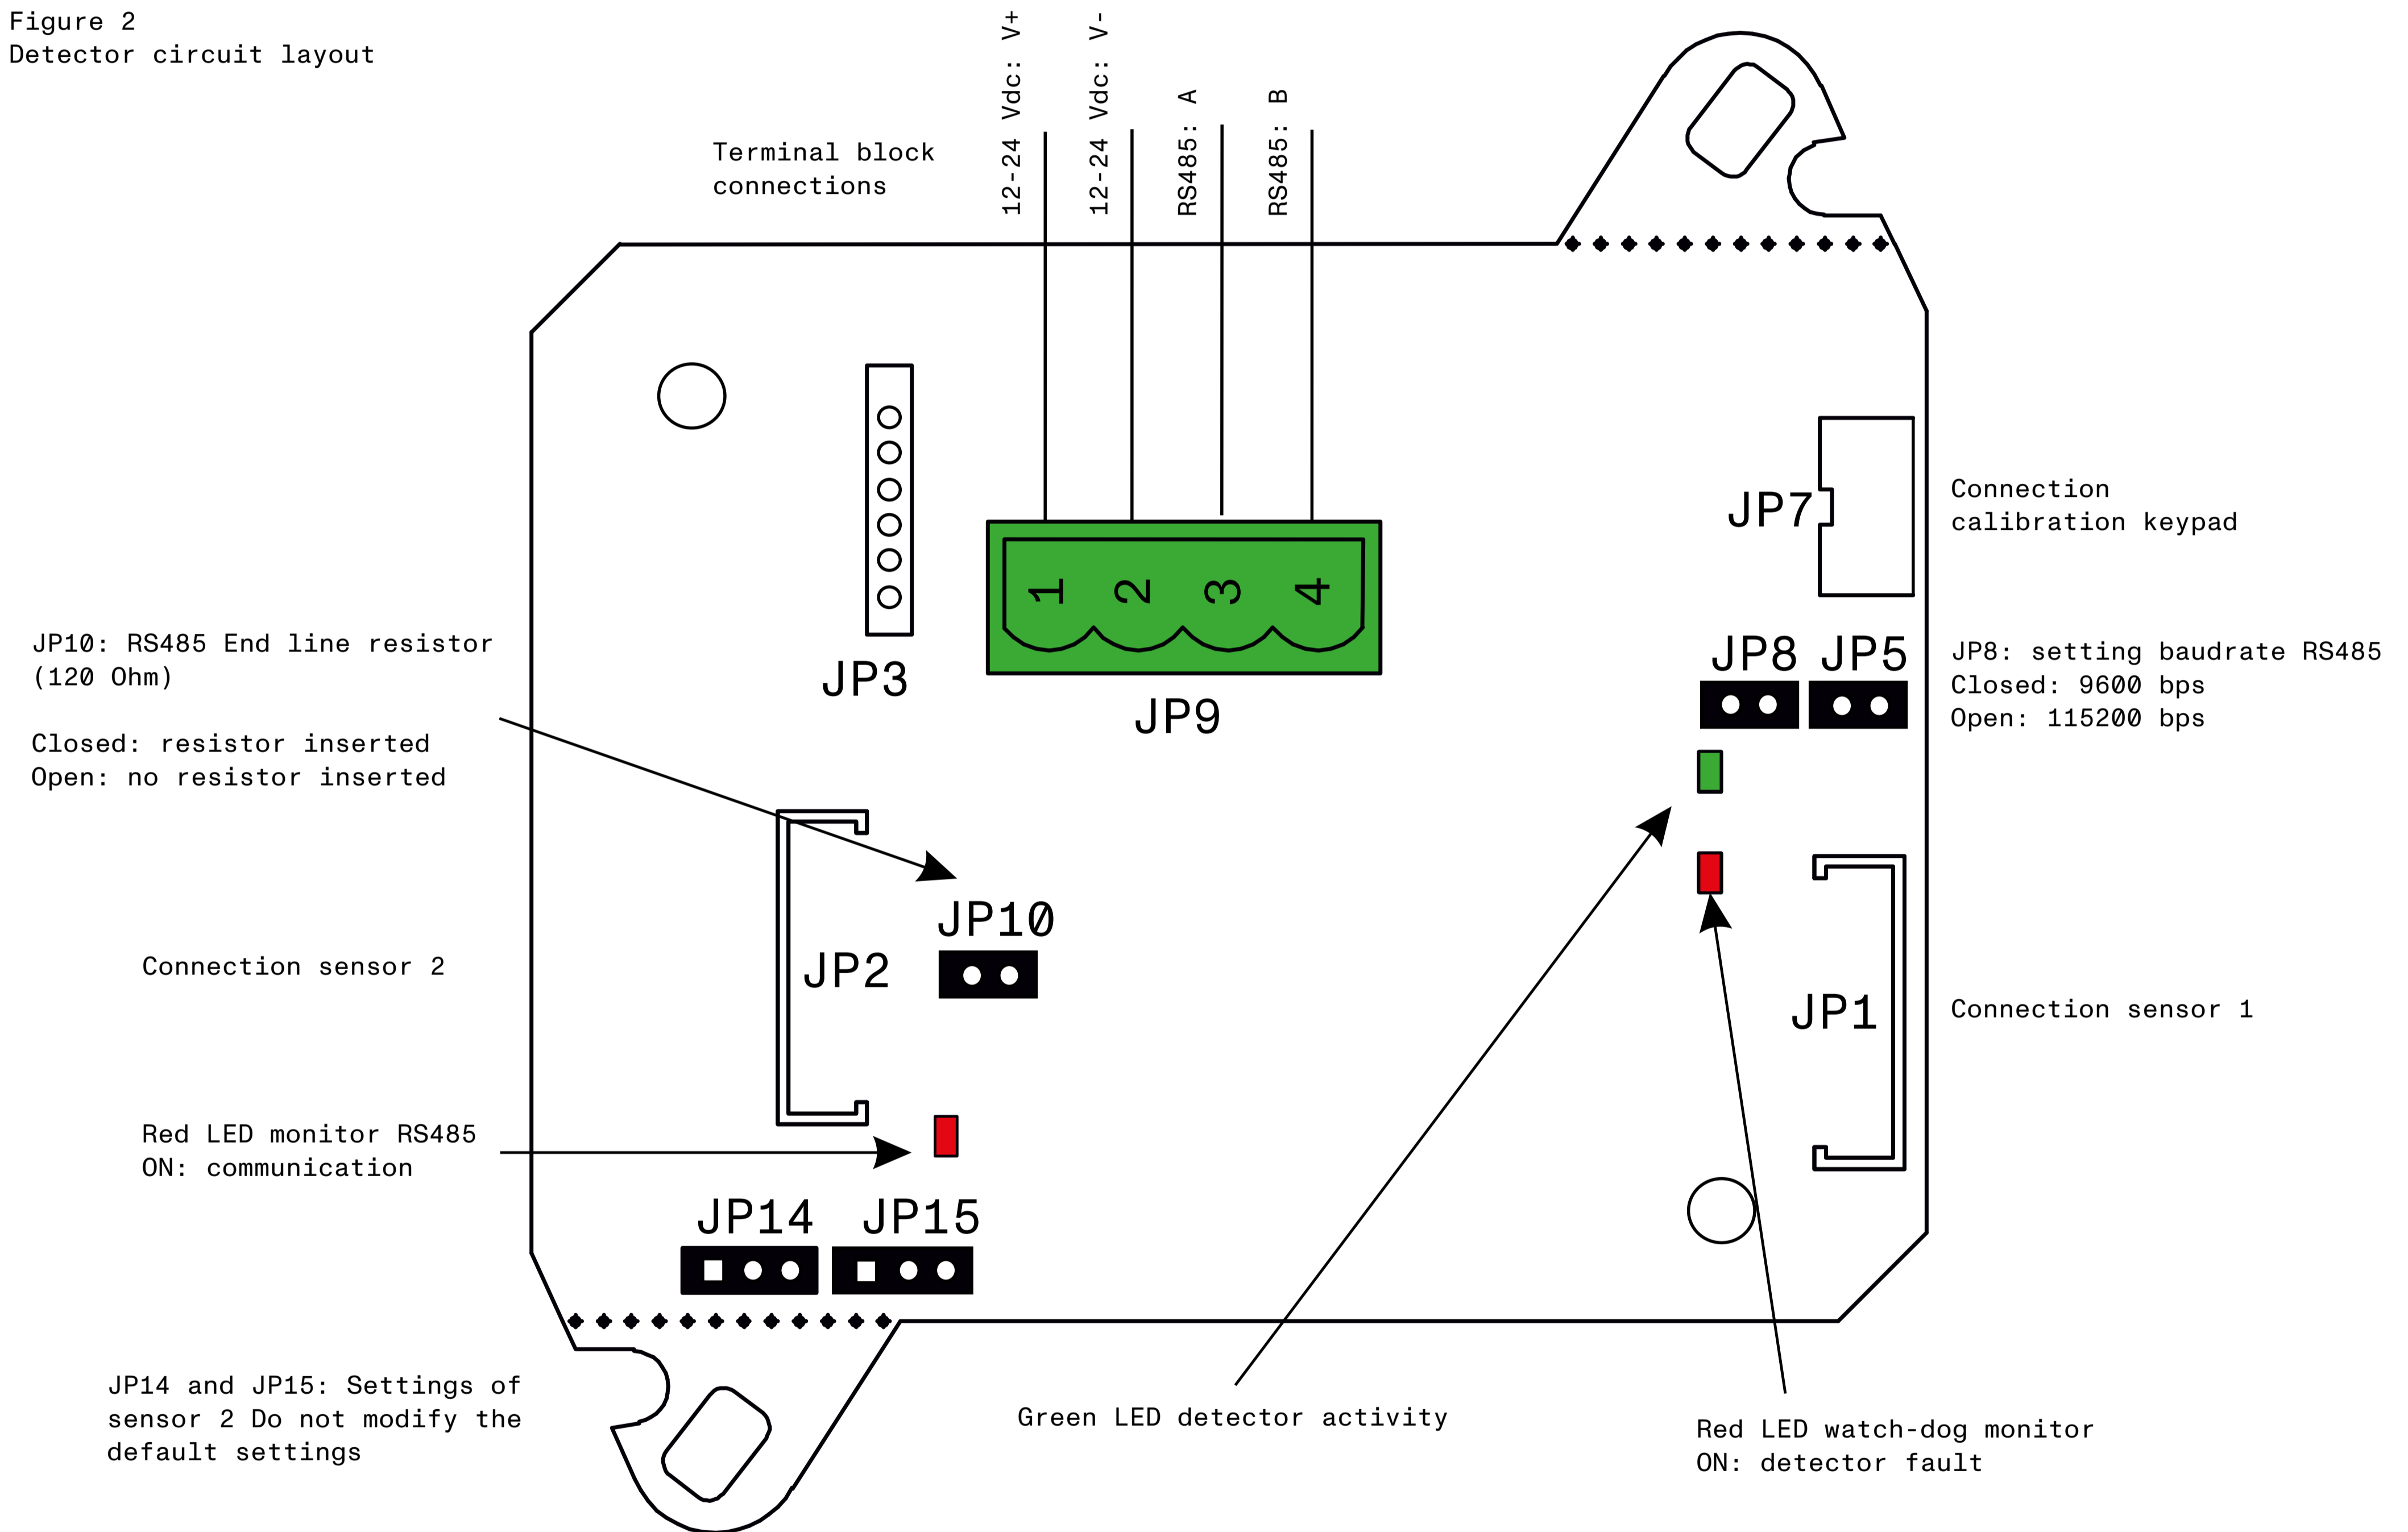 Figure 2
Detector circuit layout
Terminal block
connections
12-24 Vdc: V+
12-24 Vdc: V-
RS485: A
RS485: B
1
2
3
4
JP3
JP9
JP7
Connection
calibration keypad
JP8
JP5
JP8: setting baudrate RS485
Closed: 9600 bps
Open: 115200 bps
JP10: RS485 End line resistor
(120 Ohm)
Closed: resistor inserted
Open: no resistor inserted
JP10
JP2
Connection sensor 2
JP1
Connection sensor 1
Red LED monitor RS485
ON: communication
JP14
JP15
JP14 and JP15: Settings of
sensor 2 Do not modify the
default settings
Green LED detector activity
Red LED watch-dog monitor
ON: detector fault